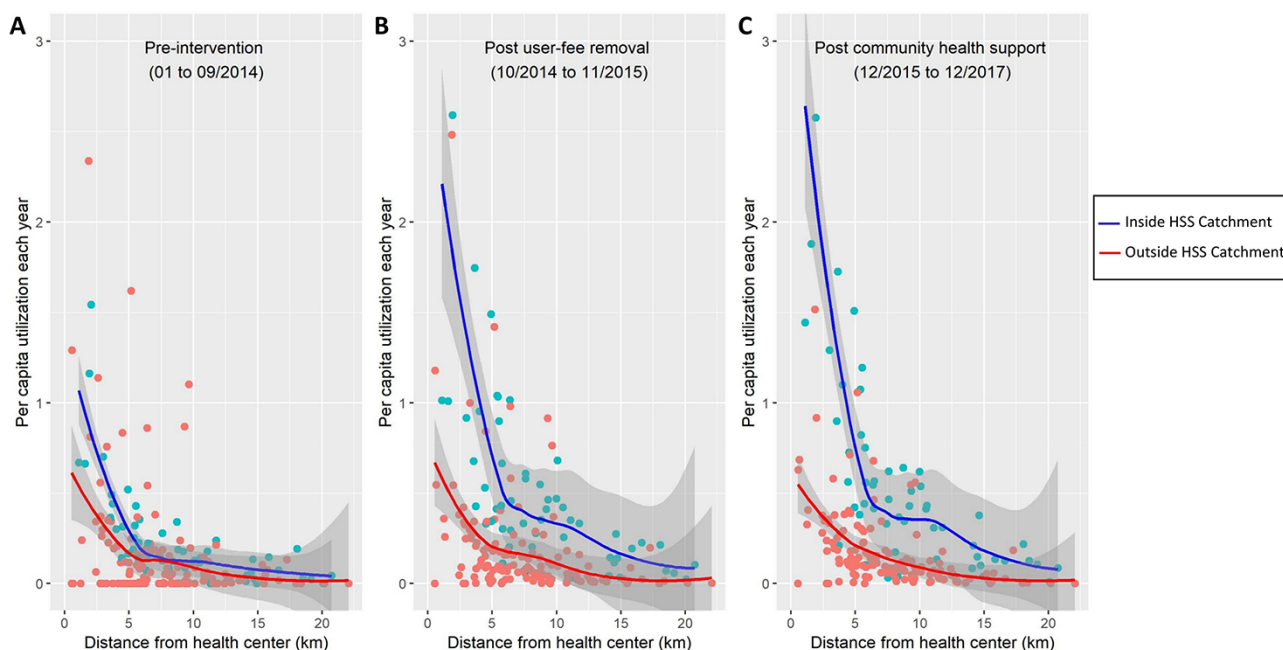 A
Pre-intervention
(01 to 09/2014)
Per capita utilization each year
3
2
1
0
0 5 10 15 20
Distance from health center (km)
B
Post user-fee removal
(10/2014 to 11/2015)
Per capita utilization each year
3
2
1
0
0 5 10 15 20
Distance from health center (km)
C
Post community health support
(12/2015 to 12/2017)
Per capita utilization each year
3
2
1
0
0 5 10 15 20
Distance from health center (km)
Inside HSS Catchment
Outside HSS Catchment